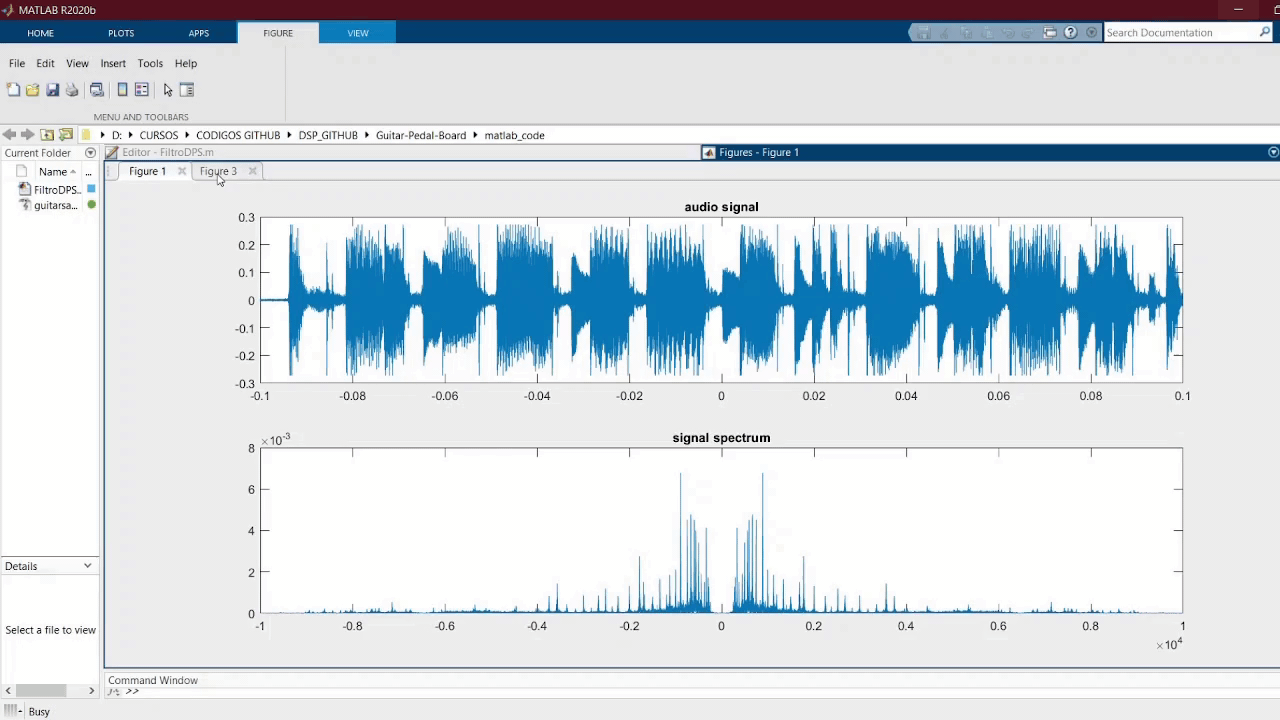 MATLAB R2020b
HOME PLOTS APPS FIGURE VIEW Search Documentation
File Edit View Insert Tools Help
MENU AND TOOLBARS
D: CURSOS CODIGOS GITHUB DSP_GITHUB Guitar-Pedal-Board matlab_code
Current Folder Editor - FiltroDPS.m Figures - Figure 1
Name ... Figure 1 Figure 3
FiltroDPS..
guitarsa...
audio signal
0.3
0.2
0.1
0
-0.1
-0.2
-0.3
-0.1 -0.08 -0.06 -0.04 -0.02 0 0.02 0.04 0.06 0.08 0.1
signal spectrum
×10-3
8
6
4
2
0
-1 -0.8 -0.6 -0.4 -0.2 0 0.2 0.4 0.6 0.8 1
×104
Details
Select a file to view
Command Window
>>
Busy